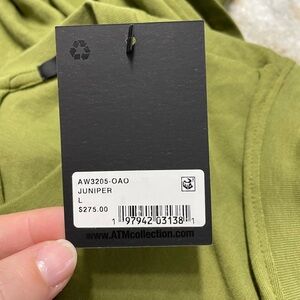 AW3205-OAO
JUNIPER
L
$275.00
1 97942 03138 1
www.ATMcollection.com